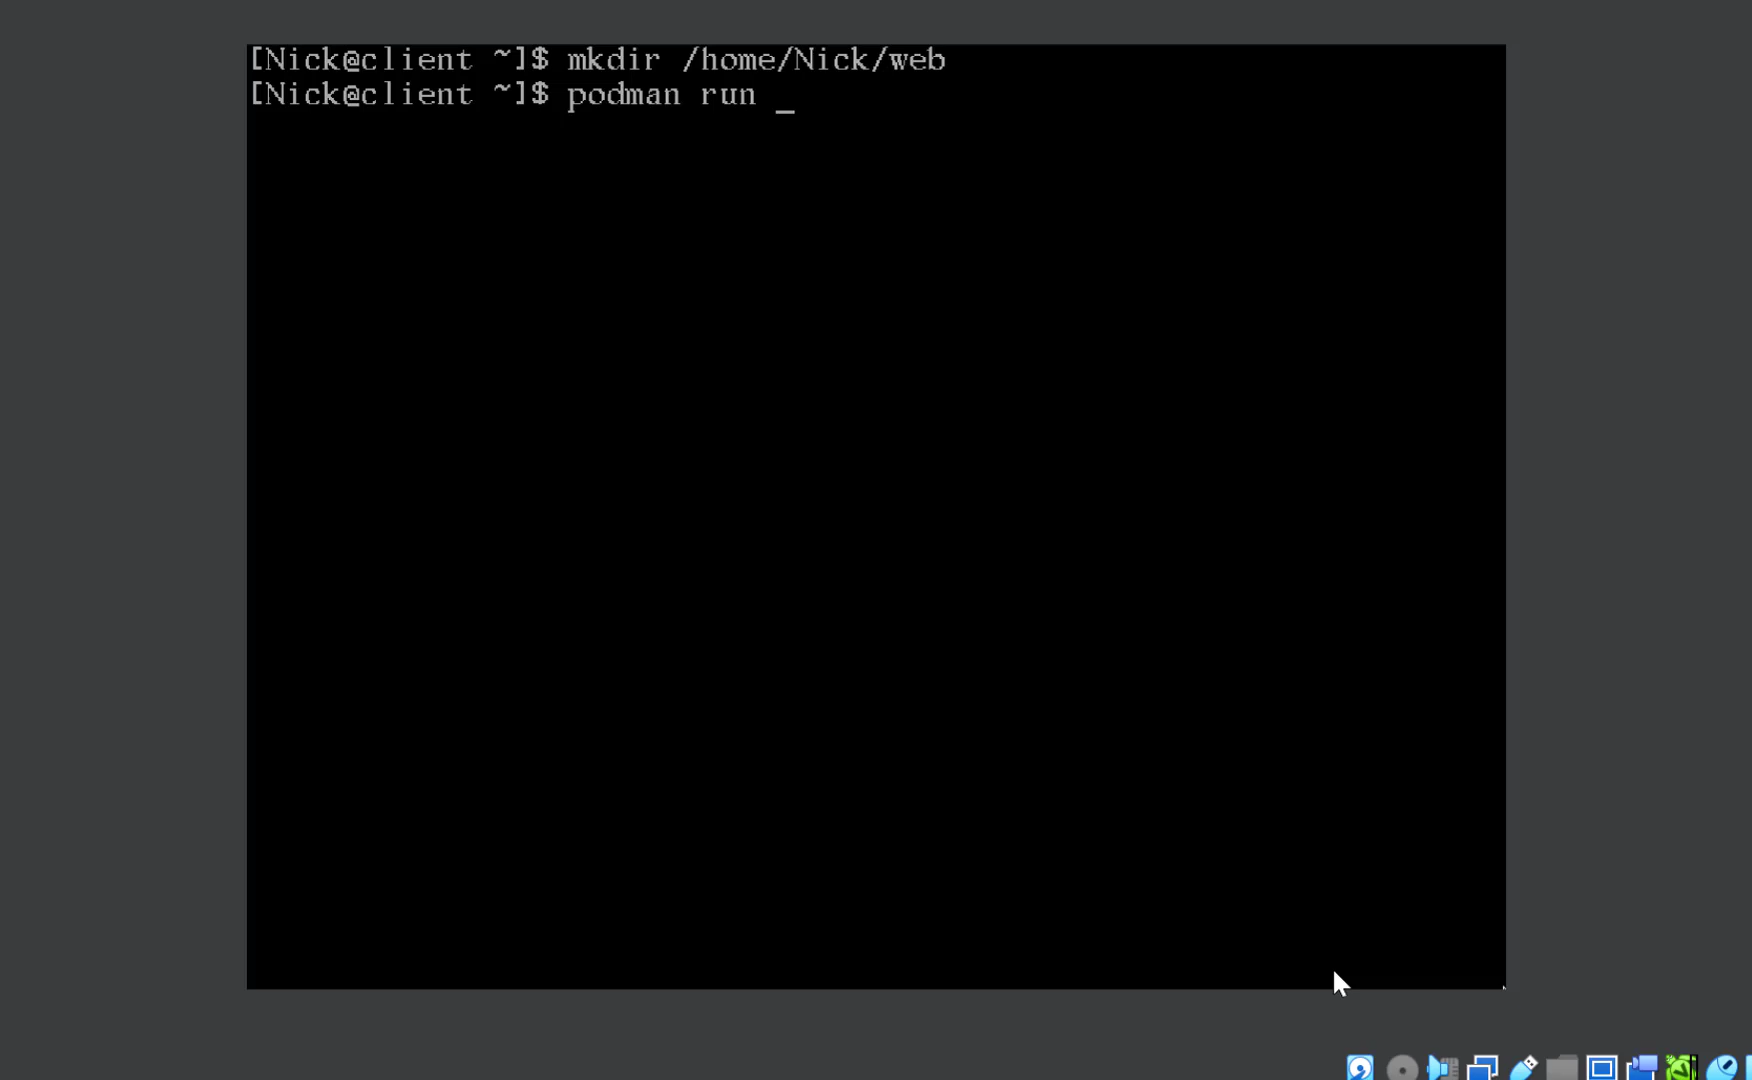 [Nick@client ~]$ mkdir /home/Nick/web
[Nick@client ~]$ podman run _